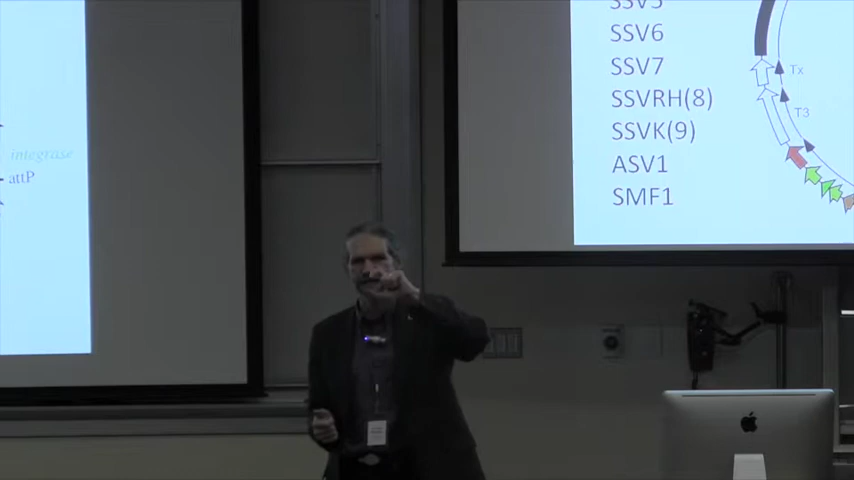 integrase
attP
SSV6
SSV7
SSVRH(8)
SSVK(9)
ASV1
SMF1
Tx
T3